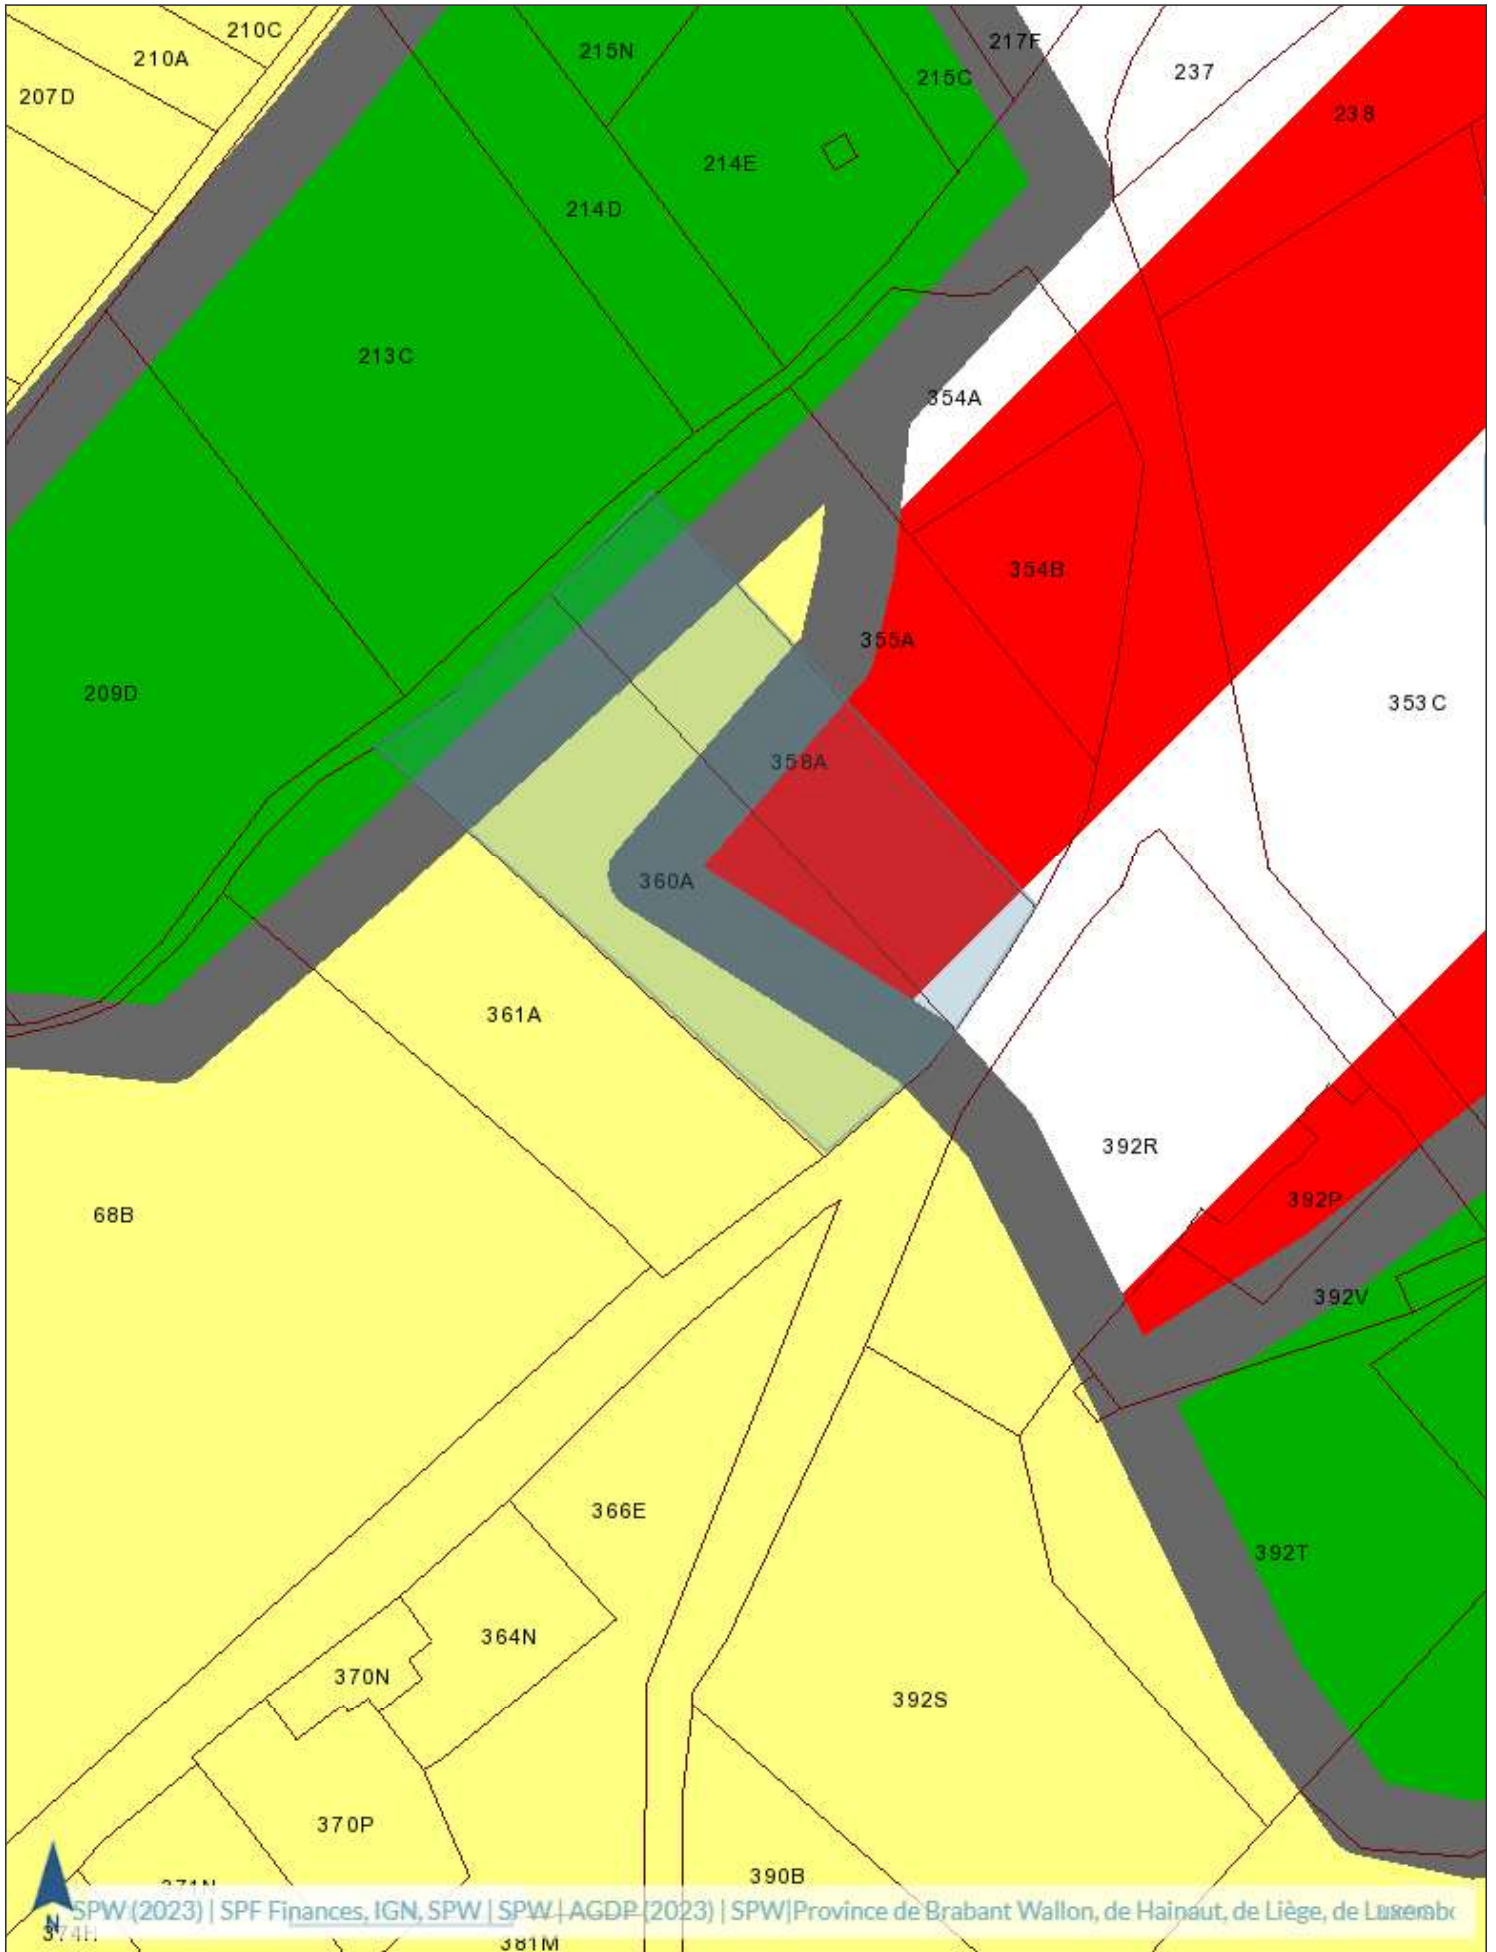 210C
217F
215N
210A
237
215C
207D
238
214E
214D
213C
354A
354B
355A
209D
353C
358A
360A
361A
392R
392P
68B
392V
366E
392T
364N
370N
392S
370P
390B
371N
SPW (2023) | SPF Finances, IGN, SPW | SPW | AGDP (2023) | SPW|Province de Brabant Wallon, de Hainaut, de Liège, de
N
374H
381M